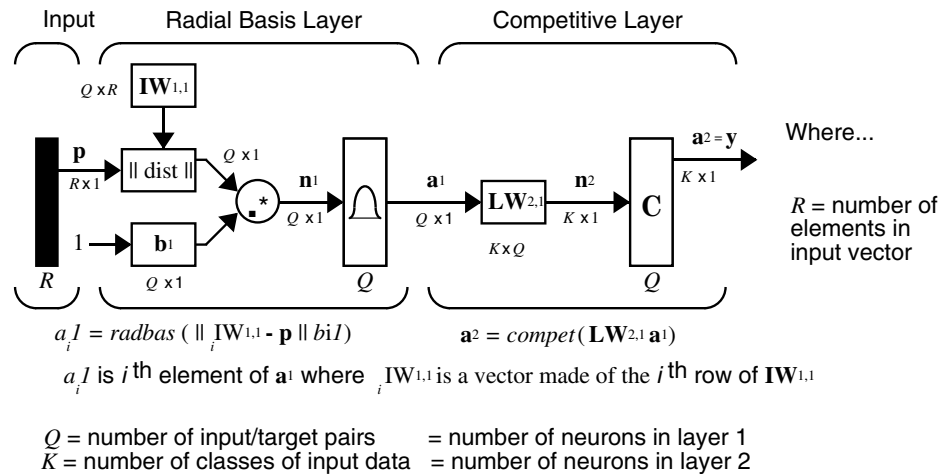 Input Radial Basis Layer Competitive Layer
Q x R IW1,1
p R x 1 || dist || Q x 1
1 b1 Q x 1
.* n1 Q x 1
a1 Q x 1 LW2,1 K x Q
n2 K x 1 C
a2 = y K x 1
R Q Q
Where...
R = number of
elements in
input vector
ai1 = radbas ( || iIW1,1 - p || bi1) a2 = compet( LW2,1 a1)
ai1 is i th element of a1 where iIW1,1 is a vector made of the i th row of IW1,1
Q = number of input/target pairs = number of neurons in layer 1
K = number of classes of input data = number of neurons in layer 2